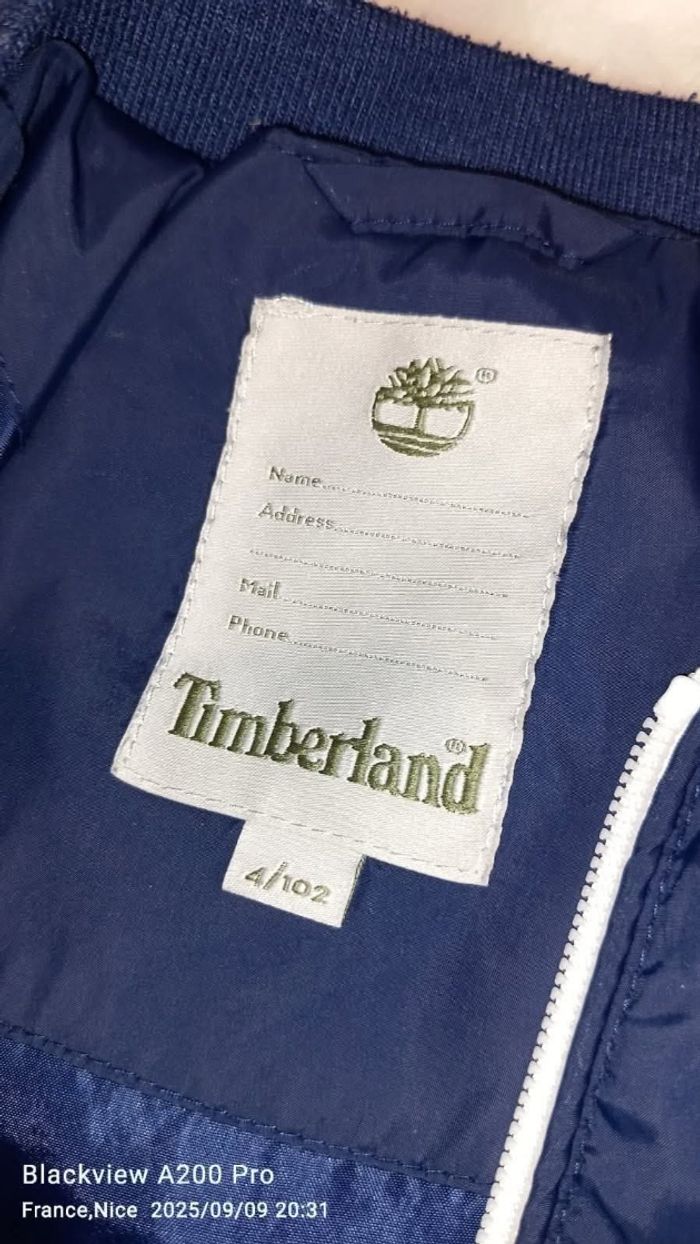 ®
Name
Address
Mail
Phone
Timberland®
4/102
Blackview A200 Pro
France,Nice 2025/09/09 20:31